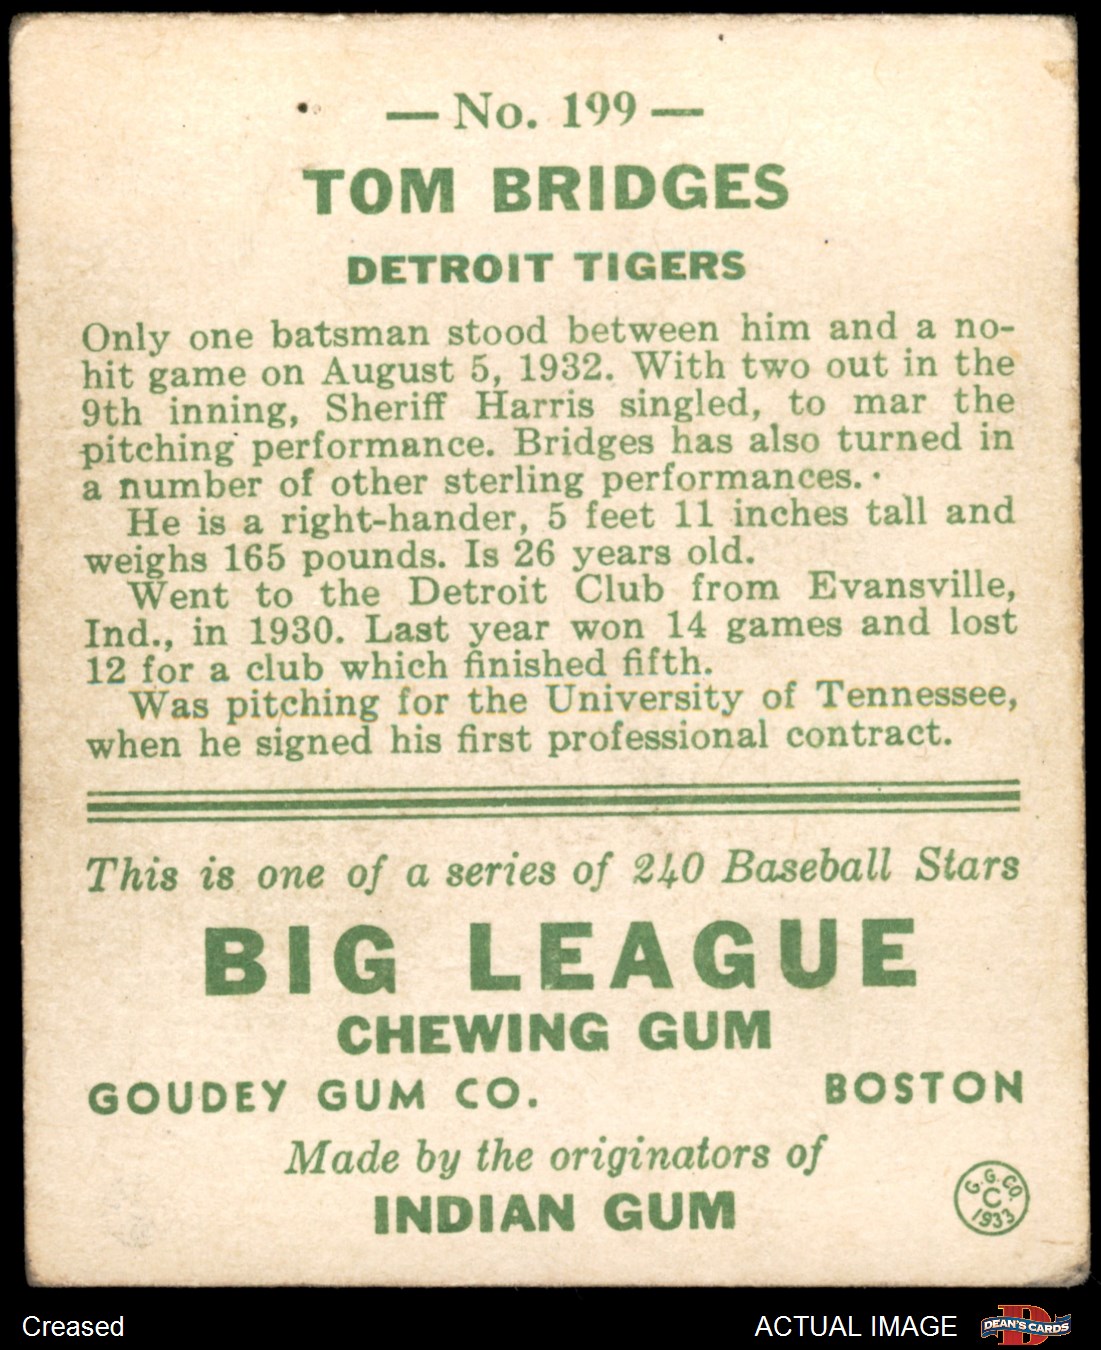 — No. 199 —
TOM BRIDGES
DETROIT TIGERS
Only one batsman stood between him and a no-
hit game on August 5, 1932. With two out in the
9th inning, Sheriff Harris singled, to mar the
pitching performance. Bridges has also turned in
a number of other sterling performances.
He is a right-hander, 5 feet 11 inches tall and
weighs 165 pounds. Is 26 years old.
Went to the Detroit Club from Evansville,
Ind., in 1930. Last year won 14 games and lost
12 for a club which finished fifth.
Was pitching for the University of Tennessee,
when he signed his first professional contract.
This is one of a series of 240 Baseball Stars
BIG LEAGUE
CHEWING GUM
GOUDEY GUM CO. BOSTON
Made by the originators of
INDIAN GUM
G.G.CO.
C
1933
Creased
ACTUAL IMAGE
DEAN'S CARDS